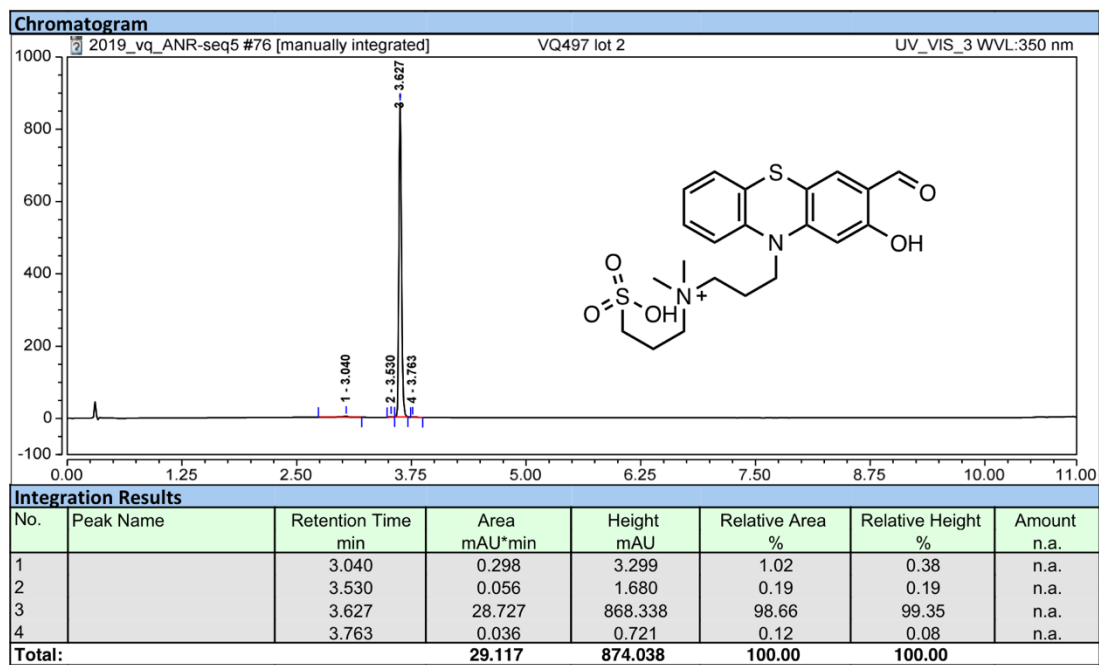 Chromatogram
2019_vq_ANR-seq5 #76 [manually integrated] VQ497 lot 2 UV_VIS_3 WVL:350 nm
1000
800
600
400
200
0
-100
1 - 3.040
2 - 3.530
3 - 3.627
4 - 3.763
S
O
OH
N
O
S
O
OH
N +
0.00 1.25 2.50 3.75 5.00 6.25 7.50 8.75 10.00 11.00
Integration Results
No. Peak Name Retention Time Area Height Relative Area Relative Height Amount
min mAU*min mAU % % n.a.
1 3.040 0.298 3.299 1.02 0.38 n.a.
2 3.530 0.056 1.680 0.19 0.19 n.a.
3 3.627 28.727 868.338 98.66 99.35 n.a.
4 3.763 0.036 0.721 0.12 0.08 n.a.
Total: 29.117 874.038 100.00 100.00